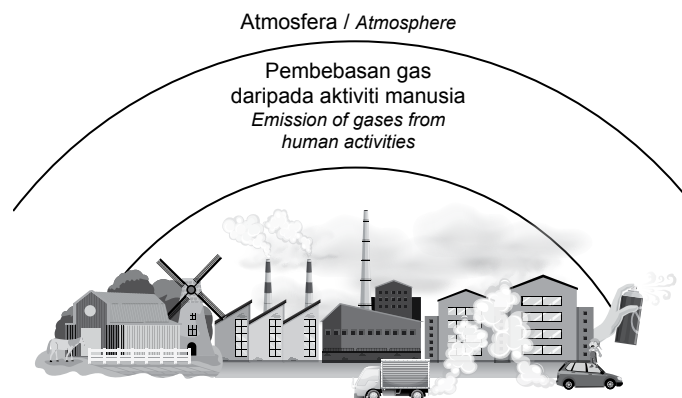 Atmosfera / Atmosphere
Pembebasan gas
daripada aktiviti manusia
Emission of gases from
human activities